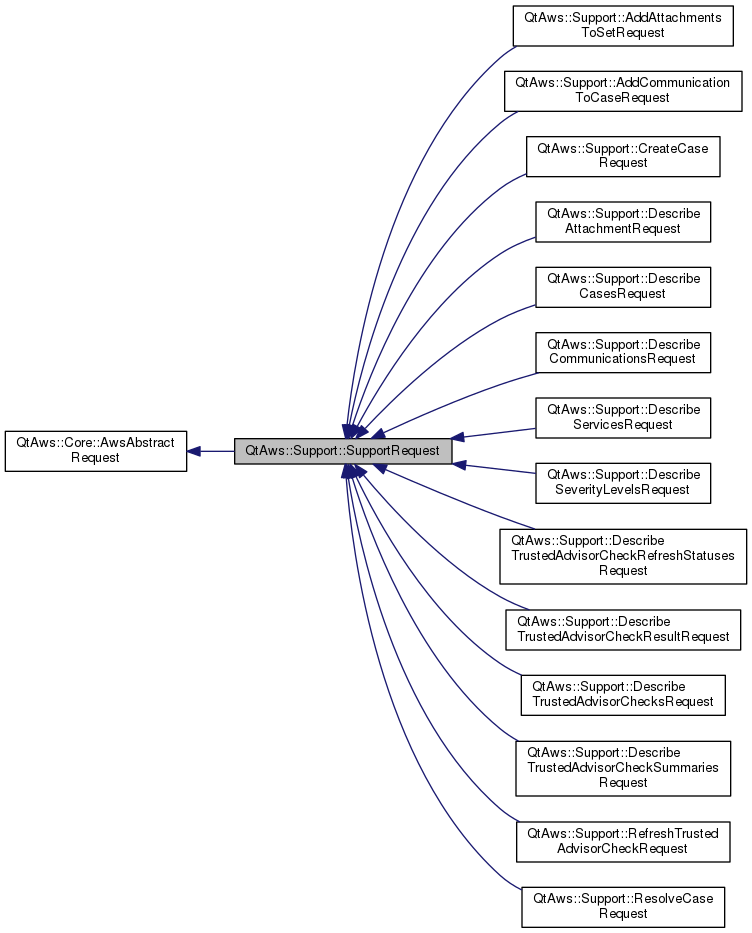 QtAws::Core::AwsAbstract
Request
QtAws::Support::SupportRequest
QtAws::Support::AddAttachments
ToSetRequest
QtAws::Support::AddCommunication
ToCaseRequest
QtAws::Support::CreateCase
Request
QtAws::Support::Describe
AttachmentRequest
QtAws::Support::Describe
CasesRequest
QtAws::Support::Describe
CommunicationsRequest
QtAws::Support::Describe
ServicesRequest
QtAws::Support::Describe
SeverityLevelsRequest
QtAws::Support::Describe
TrustedAdvisorCheckRefreshStatuses
Request
QtAws::Support::Describe
TrustedAdvisorCheckResultRequest
QtAws::Support::Describe
TrustedAdvisorChecksRequest
QtAws::Support::Describe
TrustedAdvisorCheckSummaries
Request
QtAws::Support::RefreshTrusted
AdvisorCheckRequest
QtAws::Support::ResolveCase
Request